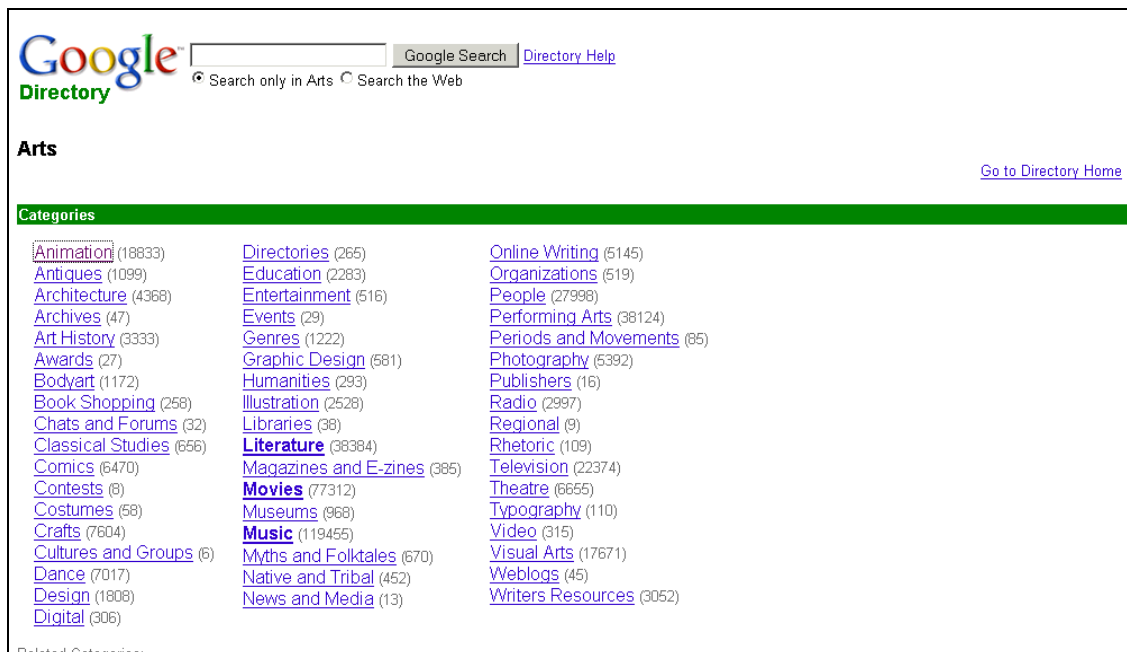 Google™
Directory
Google Search Directory Help
Search only in Arts Search the Web
Arts
Go to Directory Home
Categories
Animation (18833)
Antiques (1099)
Architecture (4368)
Archives (47)
Art History (3333)
Awards (27)
Bodyart (1172)
Book Shopping (258)
Chats and Forums (32)
Classical Studies (656)
Comics (6470)
Contests (8)
Costumes (58)
Crafts (7604)
Cultures and Groups (6)
Dance (7017)
Design (1808)
Digital (306)
Directories (265)
Education (2283)
Entertainment (516)
Events (29)
Genres (1222)
Graphic Design (581)
Humanities (293)
Illustration (2528)
Libraries (38)
Literature (38384)
Magazines and E-zines (385)
Movies (77312)
Museums (968)
Music (119455)
Myths and Folktales (670)
Native and Tribal (452)
News and Media (13)
Online Writing (5145)
Organizations (519)
People (27998)
Performing Arts (38124)
Periods and Movements (85)
Photography (5392)
Publishers (16)
Radio (2997)
Regional (9)
Rhetoric (109)
Television (22374)
Theatre (6655)
Typography (110)
Video (315)
Visual Arts (17671)
Weblogs (45)
Writers Resources (3052)
Related Categories: